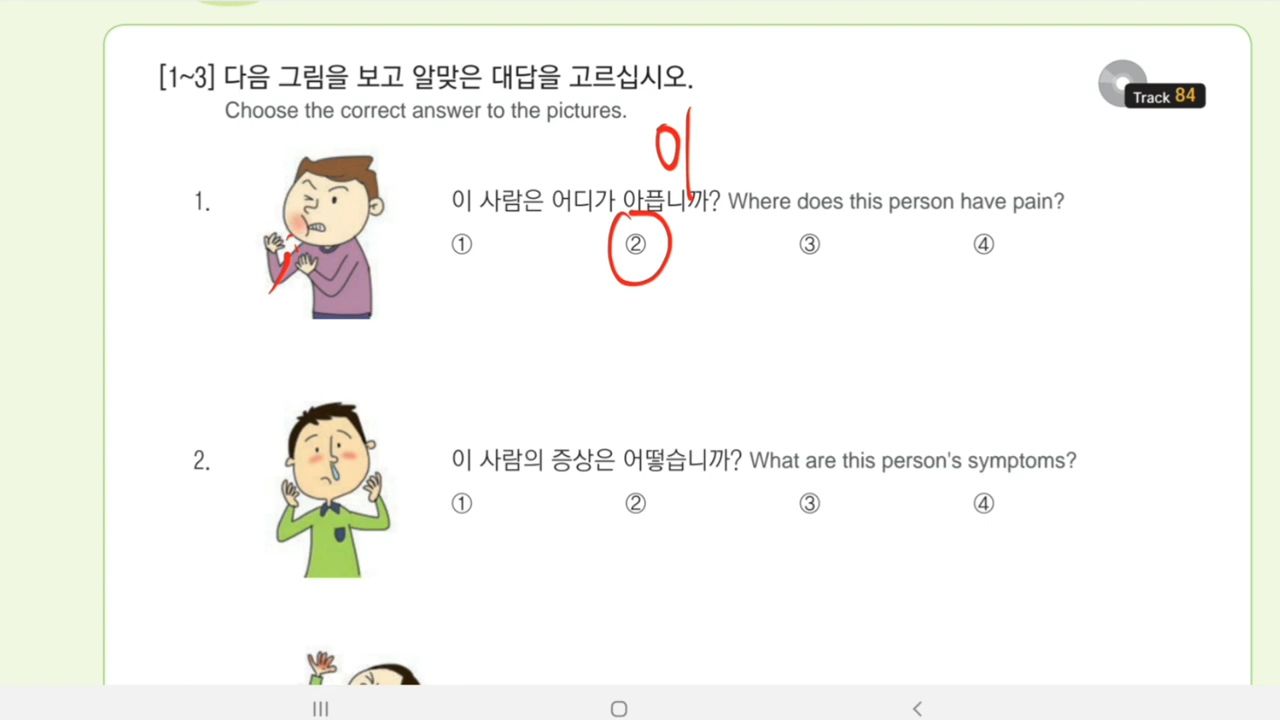 [1~3] 다음 그림을 보고 알맞은 대답을 고르십시오.
Choose the correct answer to the pictures.
Track 84
이
1. 이 사람은 어디가 아픕니까? Where does this person have pain?
① ② ③ ④
2. 이 사람의 증상은 어떻습니까? What are this person's symptoms?
① ② ③ ④